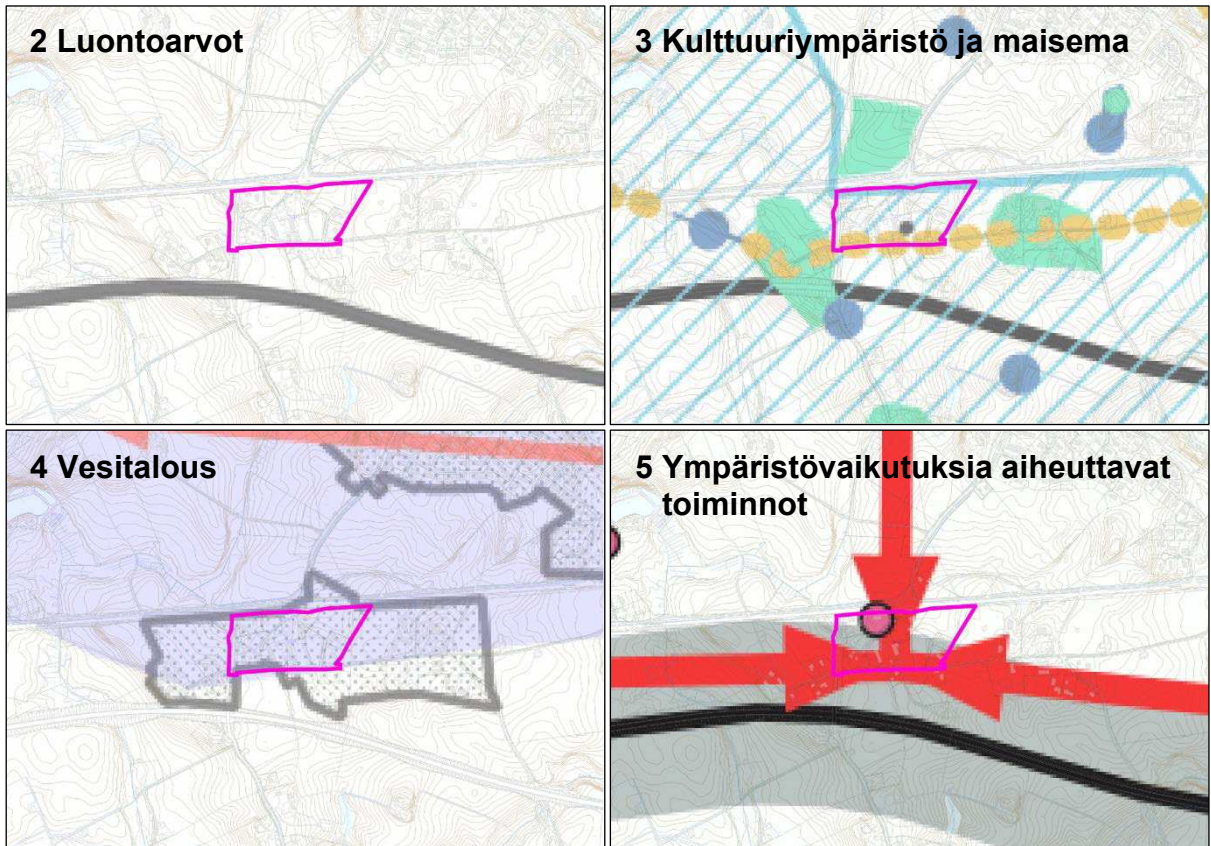 2 Luontoarvot
3 Kulttuuriympäristö ja maisema
4 Vesitalous
5 Ympäristövaikutuksia aiheuttavat
toiminnot